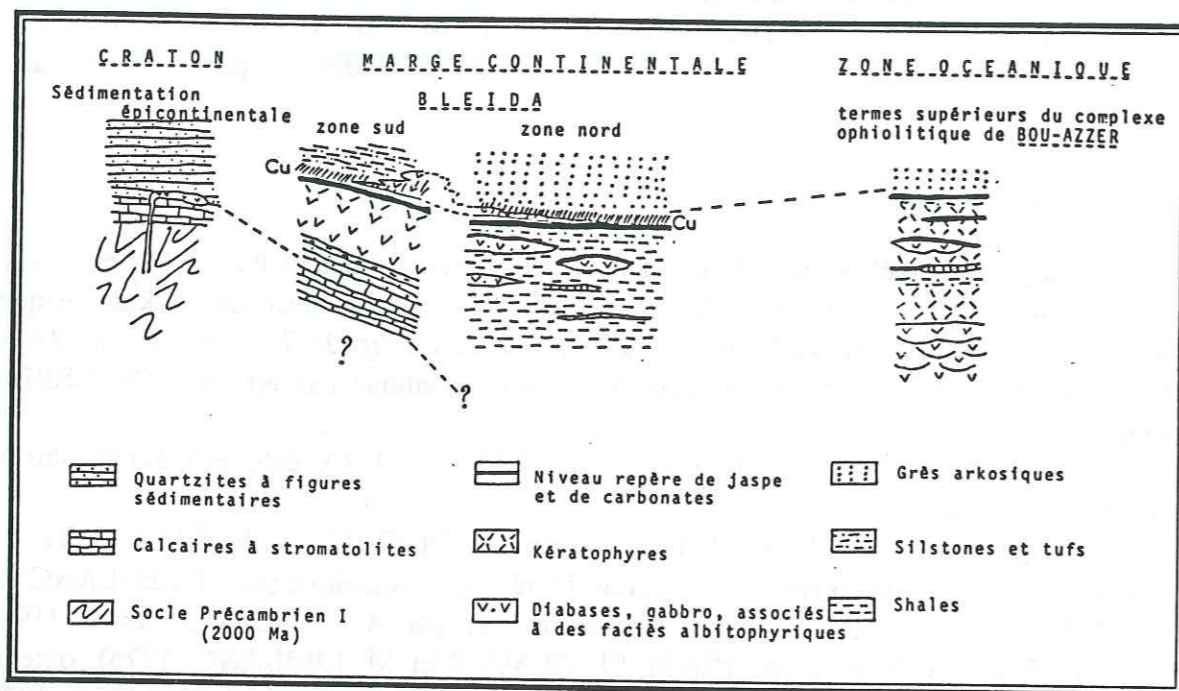 CRATON
MARGE CONTINENTALE
ZONE OCEANIQUE
Sédimentation
épicontinentale
BLEIDA
zone sud
zone nord
termes supérieurs du complexe
ophiolitique de BOU-AZZER
Cu
Cu
?
?
Quartzites à figures
sédimentaires
Niveau repère de jaspe
et de carbonates
Grès arkosiques
Calcaires à stromatolites
Kératophyres
Silstones et tufs
Socle Précambrien I
(2000 Ma)
Diabases, gabbro, associés
à des faciès albitophyriques
Shales